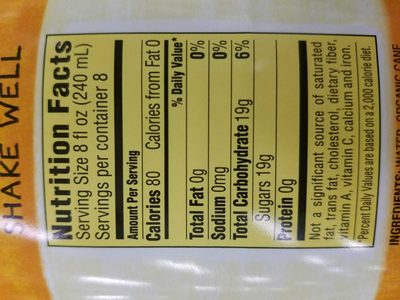 SHAKE WELL
Nutrition Facts
Serving Size 8 fl oz (240 mL)
Servings per container 8
Amount Per Serving
Calories 80 Calories from Fat 0
% Daily Value*
Total Fat 0g 0%
Sodium 0mg 0%
Total Carbohydrate 19g 6%
Sugars 19g
Protein 0g
Not a significant source of saturated
fat, trans fat, cholesterol, dietary fiber,
vitamin A, vitamin C, calcium and iron.
*Percent Daily Values are based on a 2,000 calorie diet.
INGREDIENTS: WATER, ORGANIC CANE